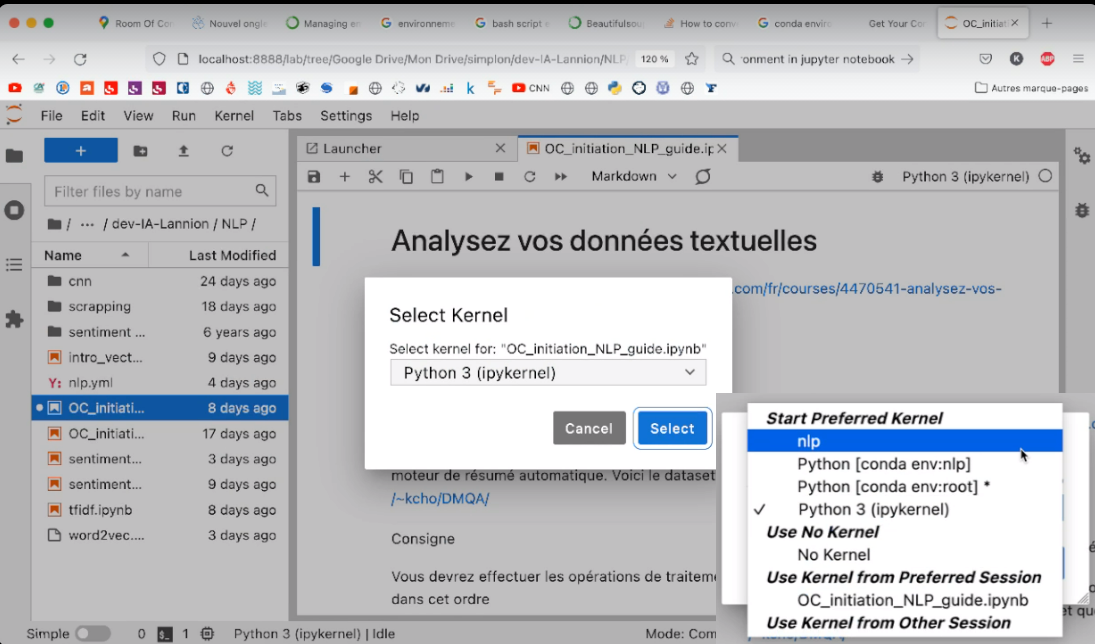 Room Of Co
Nouvel ongle
Managing e
environneme
bash script
Beautifulsou
How to conv
conda enviro
Get Your Co
OC_initiat
localhost:8888/lab/tree/Google Drive/Mon Drive/simplon/dev-IA-Lannion/NLP/
120 %
onment in jupyter notebook
K
ABP
CNN
Autres marque-pages
File Edit View Run Kernel Tabs Settings Help
Launcher
OC_initiation_NLP_guide.ip
Filter files by name
Markdown
Python 3 (ipykernel)
/ ··· / dev-IA-Lannion / NLP /
Name Last Modified
cnn 24 days ago
scrapping 18 days ago
sentiment ... 6 years ago
intro_vect... 9 days ago
Y: nlp.yml 4 days ago
OC_initiati... 8 days ago
OC_initiati... 17 days ago
sentiment... 3 days ago
sentiment... 9 days ago
tfidf.ipynb 8 days ago
word2vec.... 3 days ago
Analysez vos données textuelles
.com/fr/courses/4470541-analysez-vos-
Select Kernel
Select kernel for: "OC_initiation_NLP_guide.ipynb"
Python 3 (ipykernel)
Cancel
Select
moteur de résumé automatique. Voici le dataset
/~kcho/DMQA/
Consigne
Vous devrez effectuer les opérations de traiteme
dans cet ordre
Start Preferred Kernel
nlp
Python [conda env:nlp]
Python [conda env:root] *
✓ Python 3 (ipykernel)
Use No Kernel
No Kernel
Use Kernel from Preferred Session
OC_initiation_NLP_guide.ipynb
Use Kernel from Other Session
Simple
0
1
Python 3 (ipykernel) | Idle
Mode: Com